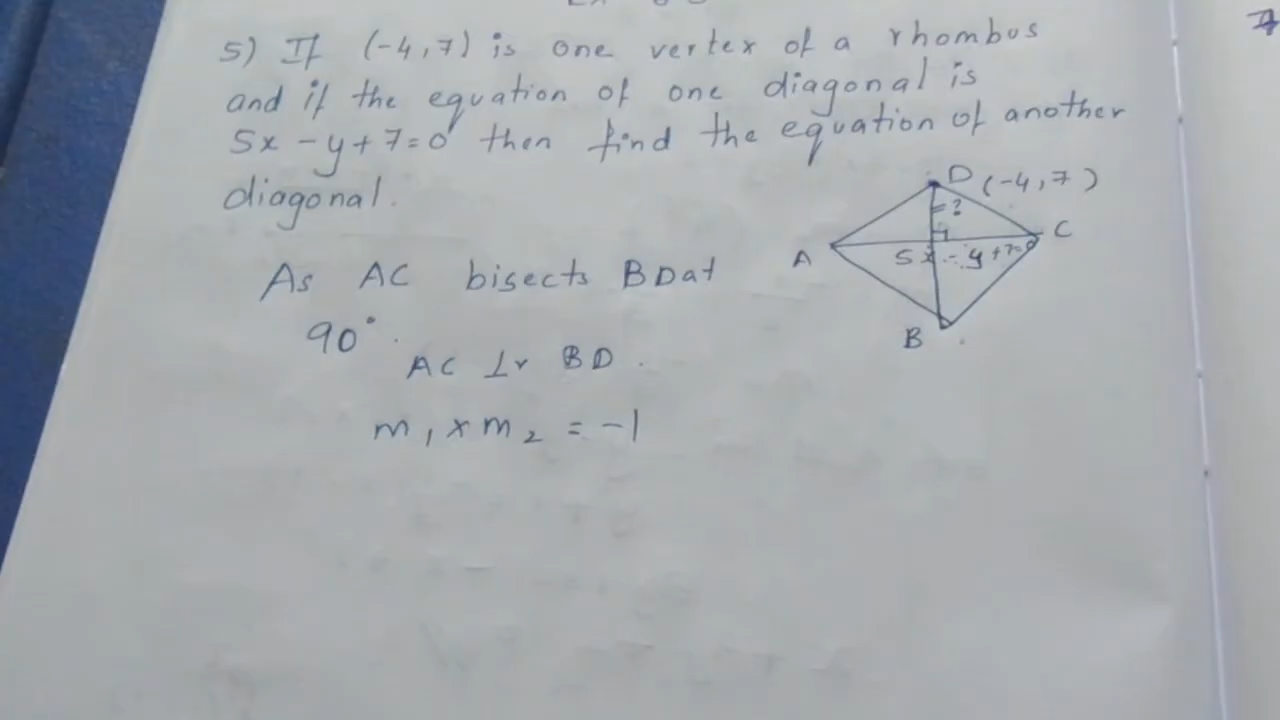 5) If (-4,7) is one vertex of a rhombus
and if the equation of one diagonal is
5x - y + 7 = 0 then find the equation of another
diagonal.
D (-4,7)
= ?
A
5x - y + 7 = 0
C
B
As AC bisects BD at
90°.
AC ⊥r BD.
m₁ × m₂ = -1